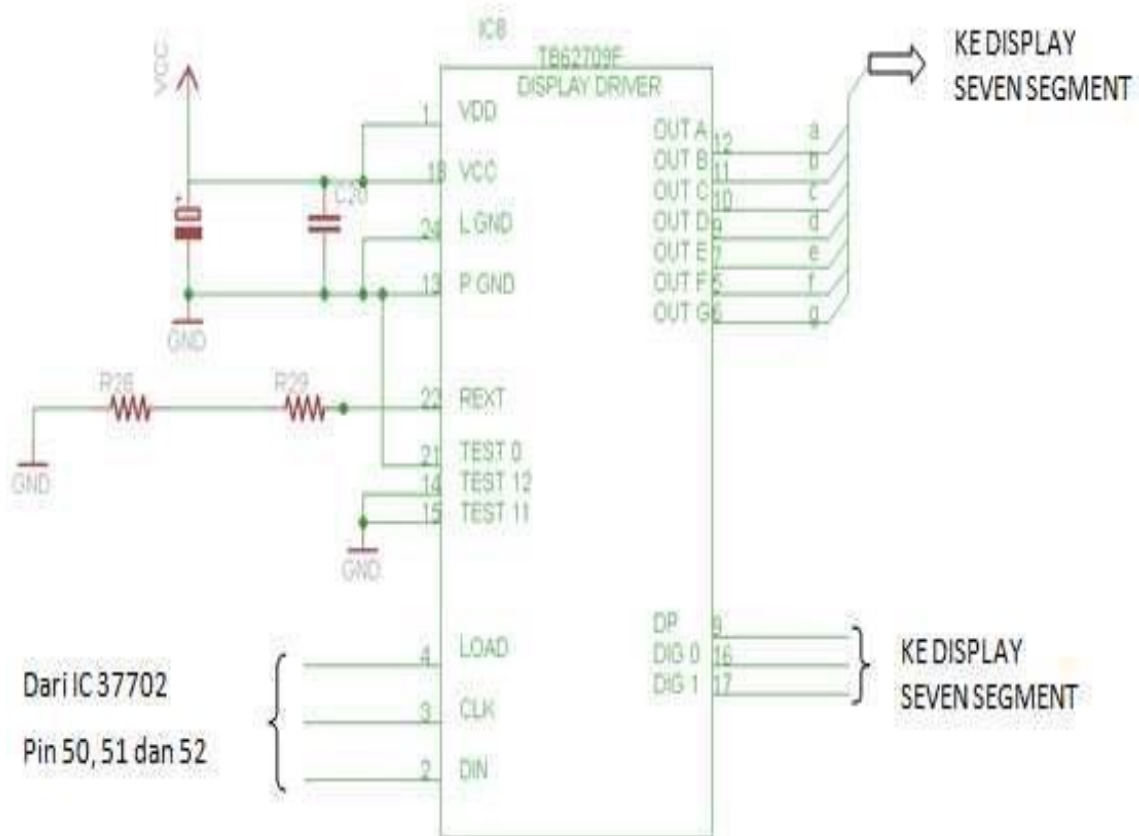 IC8
TB62709F
DISPLAY DRIVER
VCC
1 VDD
18 VCC
24 L GND
13 P GND
C20
GND
R28 R29
22 REXT
GND
21 TEST 0
14 TEST 12
15 TEST 11
GND
4 LOAD
3 CLK
2 DIN
Dari IC 37702
Pin 50, 51 dan 52
OUT A 12 a
OUT B 11 b
OUT C 10 c
OUT D 9 d
OUT E 7 e
OUT F 5 f
OUT G 6 g
KE DISPLAY
SEVEN SEGMENT
DP
DIG 0 16
DIG 1 17
KE DISPLAY
SEVEN SEGMENT